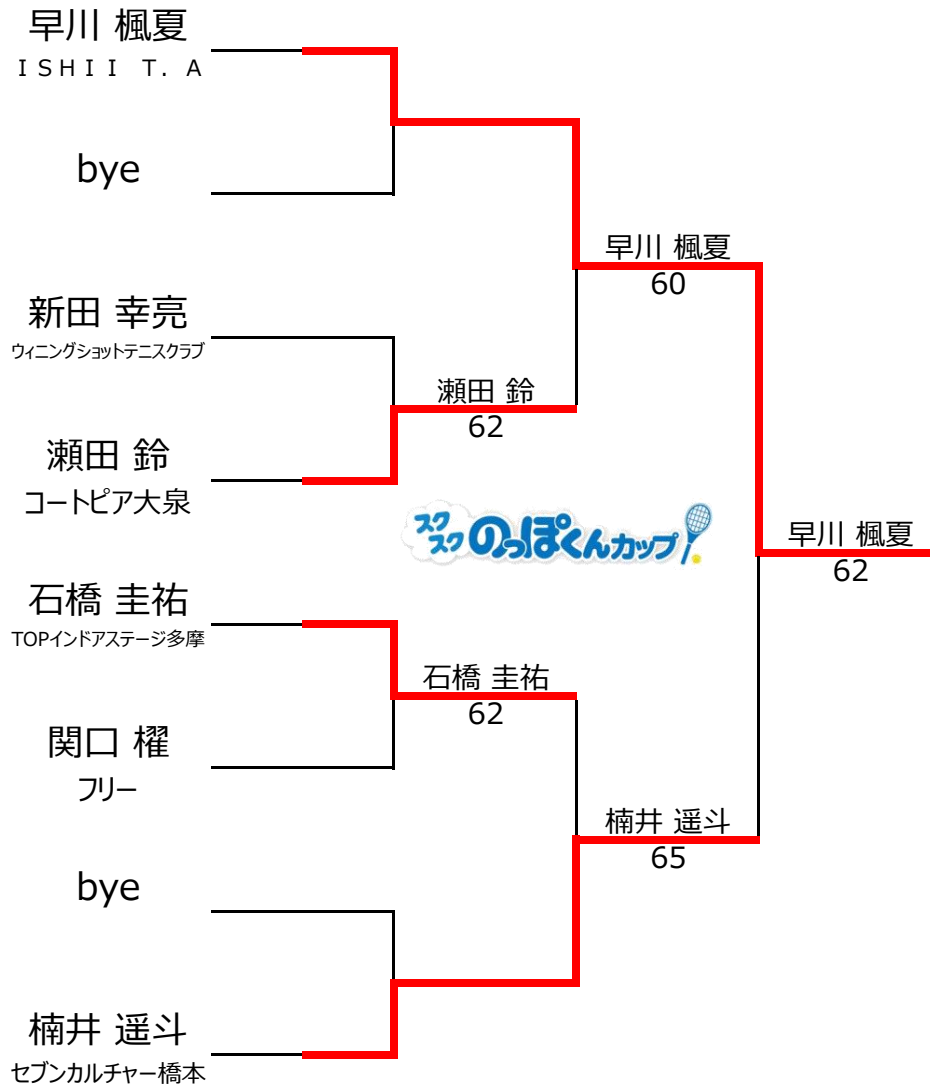 早川 楓夏
ＩＳＨＩＩ Ｔ．Ａ
bye
早川 楓夏
60
新田 幸亮
ウィニングショットテニスクラブ
瀬田 鈴
62
瀬田 鈴
コートピア大泉
スク
スク
のっぽくんカップ
早川 楓夏
62
石橋 圭祐
TOPインドアステージ多摩
石橋 圭祐
62
関口 櫂
フリー
楠井 遥斗
65
bye
楠井 遥斗
セブンカルチャー橋本